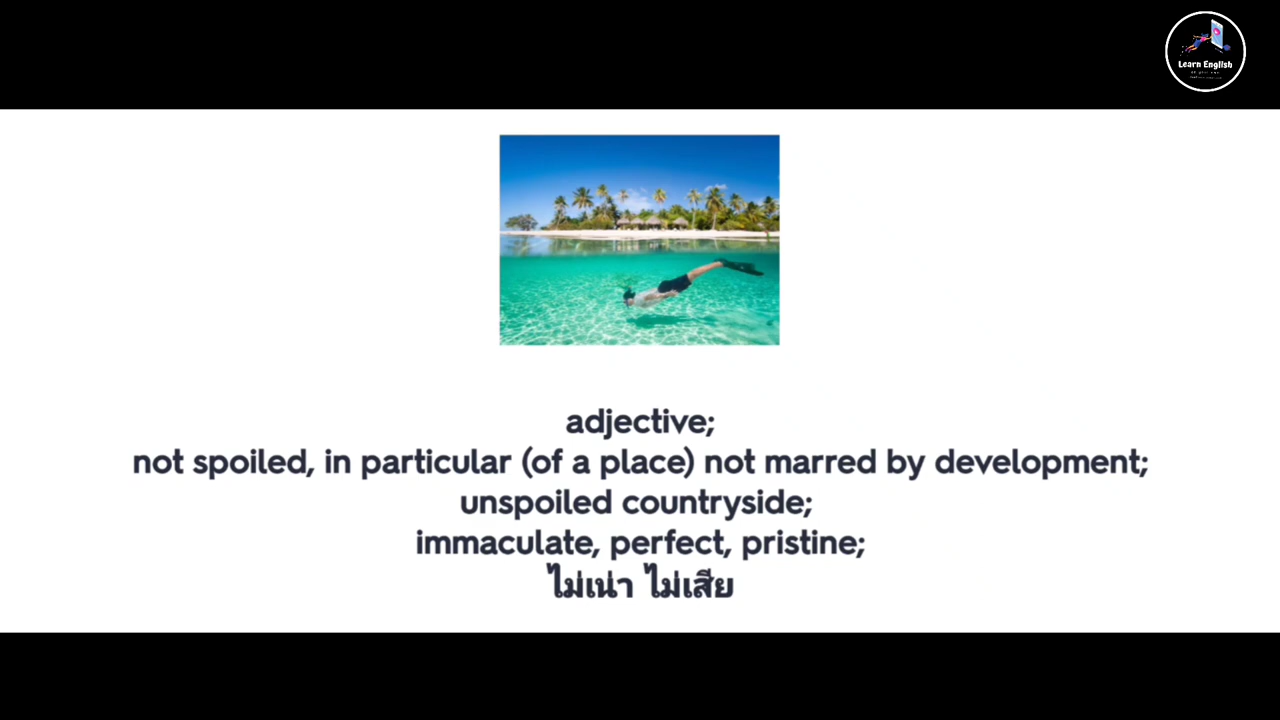 Learn English
adjective;
not spoiled, in particular (of a place) not marred by development;
unspoiled countryside;
immaculate, perfect, pristine;
ไม่เน่า ไม่เสีย